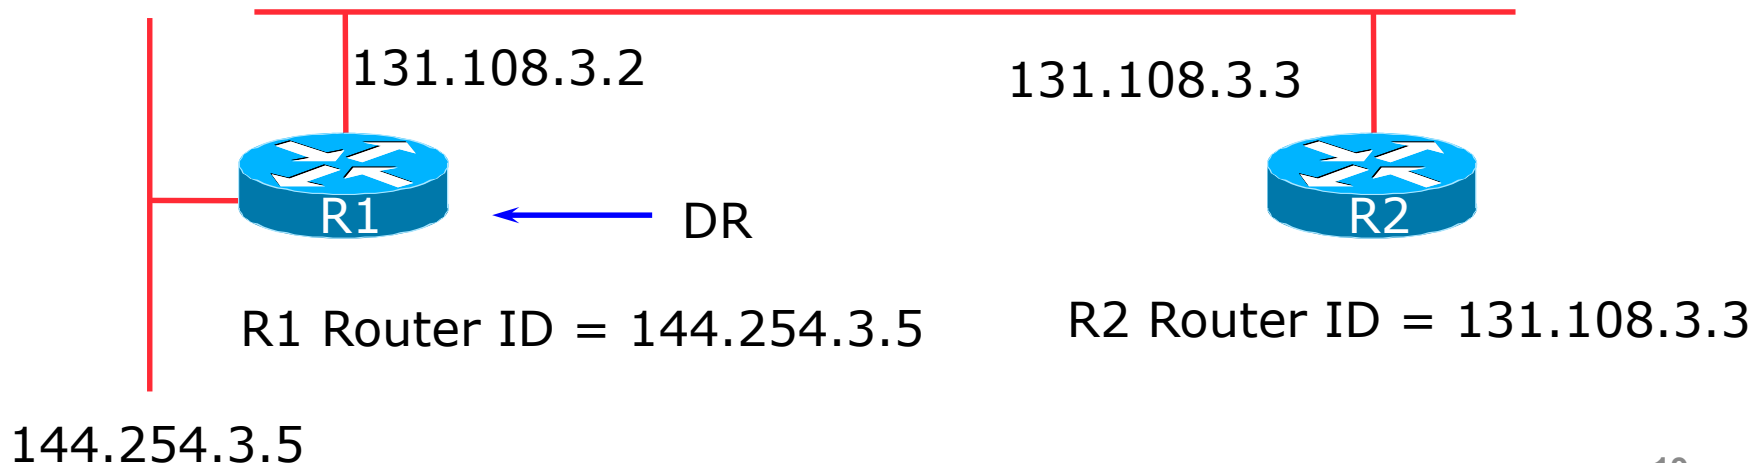 131.108.3.2
131.108.3.3
R1
DR
R2
R1 Router ID = 144.254.3.5
R2 Router ID = 131.108.3.3
144.254.3.5